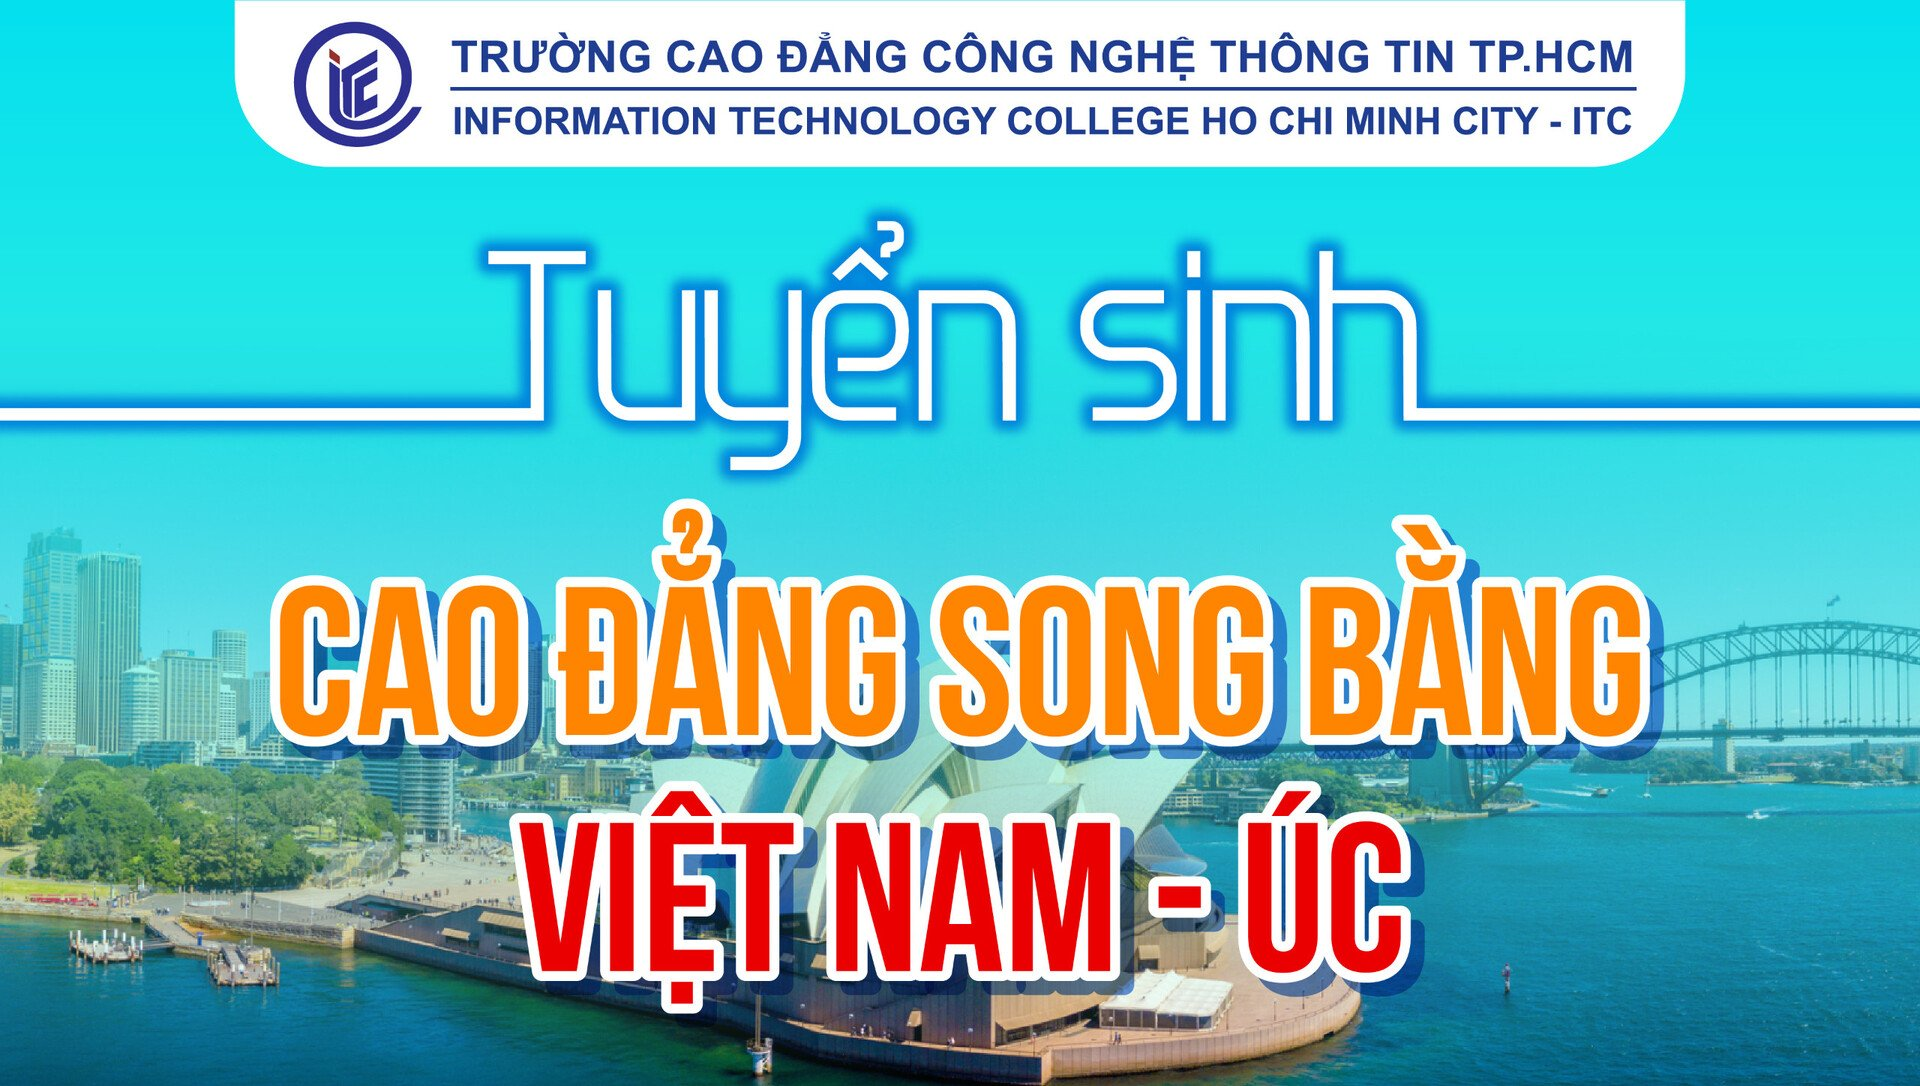 ITC
TRƯỜNG CAO ĐẲNG CÔNG NGHỆ THÔNG TIN TP.HCM
INFORMATION TECHNOLOGY COLLEGE HO CHI MINH CITY - ITC
Tuyển sinh
CAO ĐẲNG SONG BẰNG
VIỆT NAM - ÚC